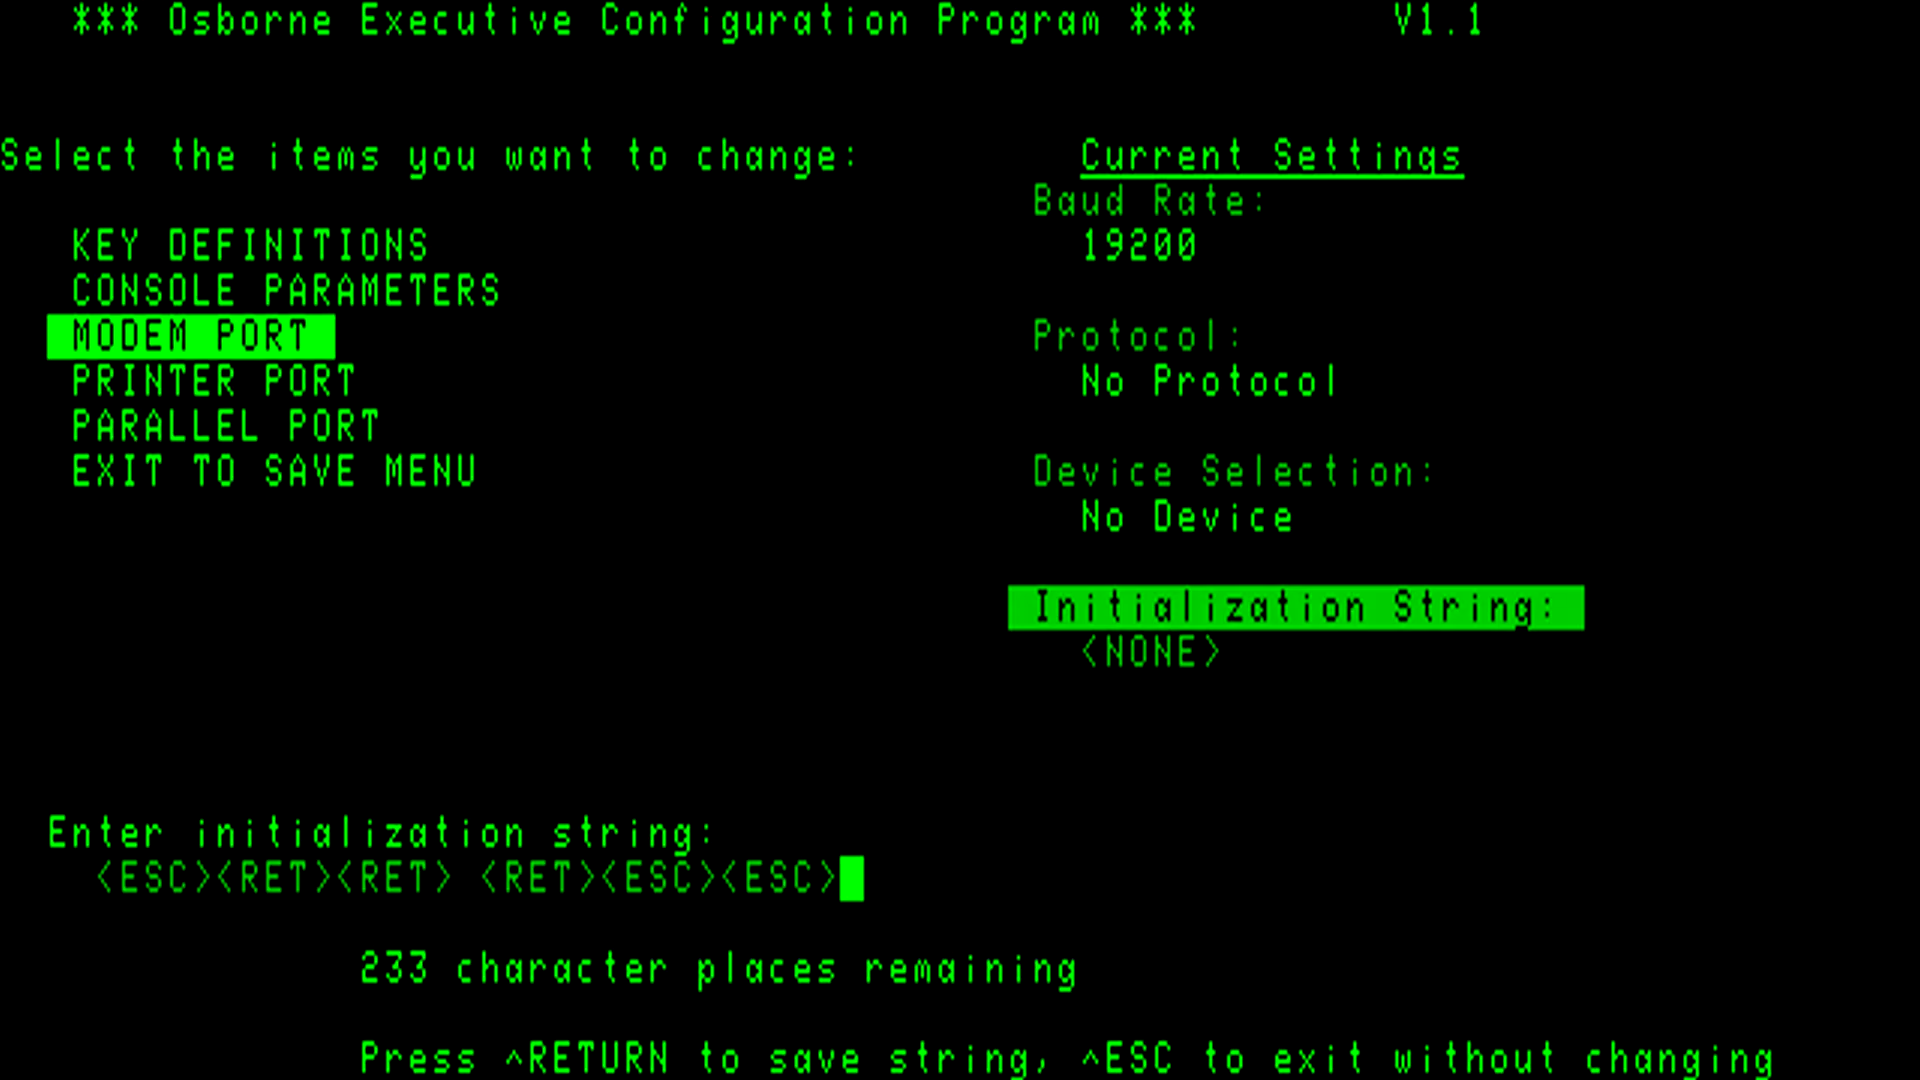 *** Osborne Executive Configuration Program *** V1.1
Select the items you want to change:
KEY DEFINITIONS
CONSOLE PARAMETERS
MODEM PORT
PRINTER PORT
PARALLEL PORT
EXIT TO SAVE MENU
Current Settings
Baud Rate:
19200
Protocol:
No Protocol
Device Selection:
No Device
Initialization String:
<NONE>
Enter initialization string:
<ESC><RET><RET> <RET><ESC><ESC>
233 character places remaining
Press ^RETURN to save string, ^ESC to exit without changing